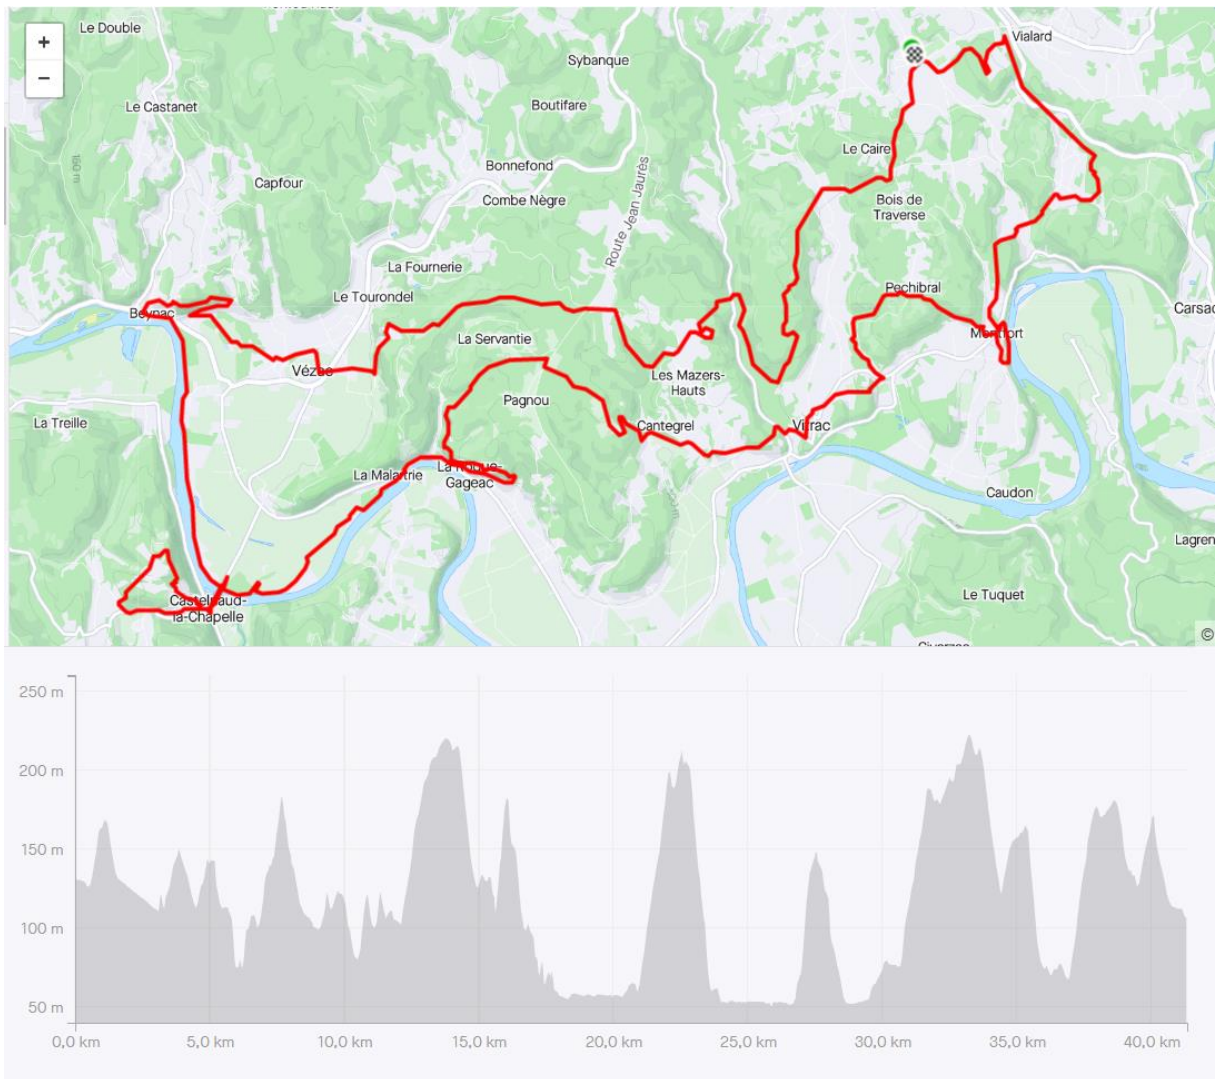 +
−
Le Double
Vialard
Sybanque
Le Castanet
Boutifare
Le Caire
150 m
Bonnefond
Capfour
Combe Nègre
Bois de
Traverse
Route Jean Jaurès
La Fournerie
Pechibral
Le Tourondel
Carsac
Beynac
Montfort
La Servantie
Vézac
Les Mazers-
Hauts
Pagnou
La Treille
Cantegrel
Vitrac
La Malartrie
La Roque-
Gageac
Caudon
Lagren
Castelnaud-
la-Chapelle
Le Tuquet
©
250 m
200 m
150 m
100 m
50 m
0,0 km
5,0 km
10,0 km
15,0 km
20,0 km
25,0 km
30,0 km
35,0 km
40,0 km